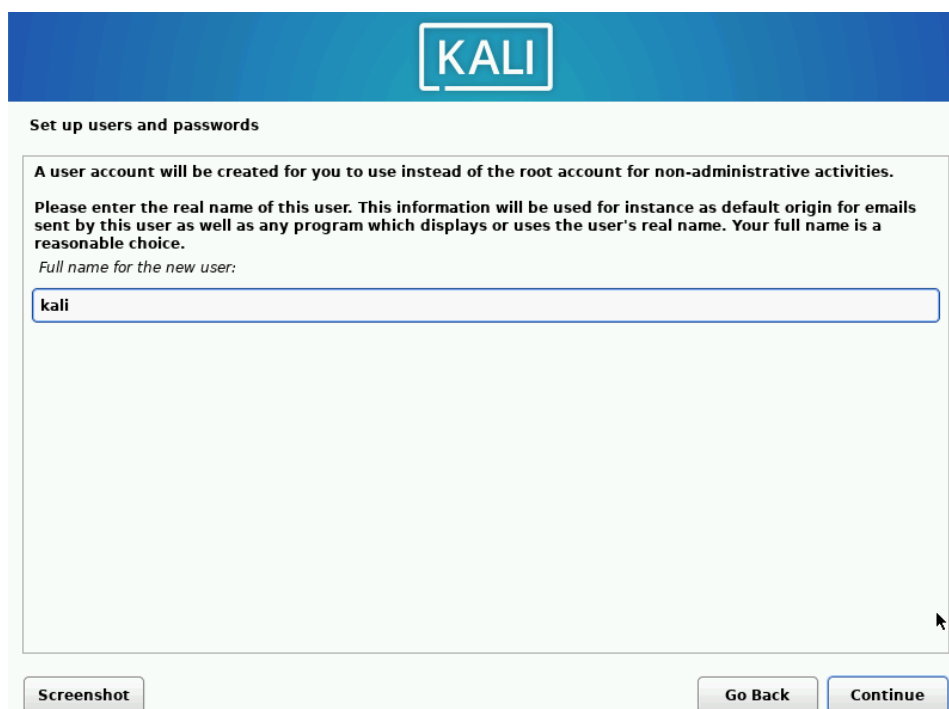 KALI
Set up users and passwords
A user account will be created for you to use instead of the root account for non-administrative activities.
Please enter the real name of this user. This information will be used for instance as default origin for emails
sent by this user as well as any program which displays or uses the user's real name. Your full name is a
reasonable choice.
Full name for the new user:
kali
Screenshot
Go Back
Continue